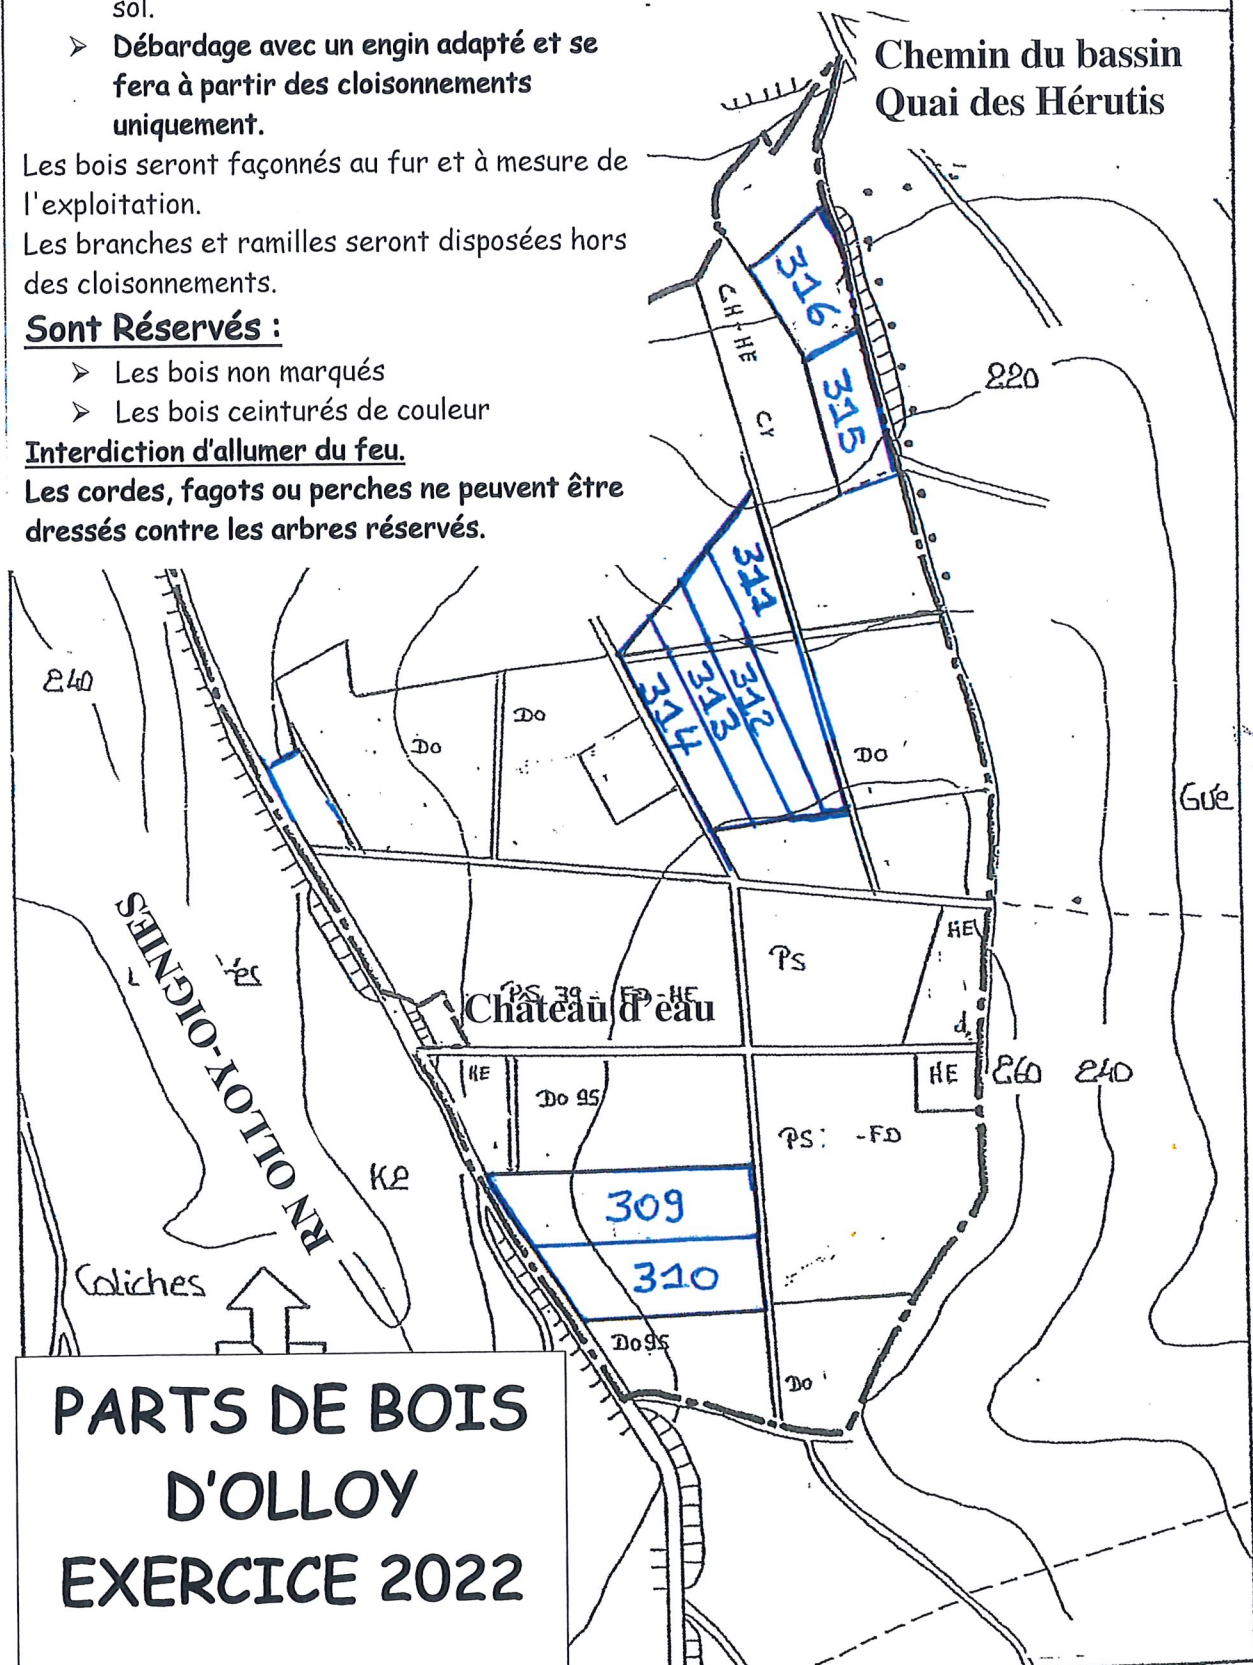 sol.
➢ Débardage avec un engin adapté et se
fera à partir des cloisonnements
uniquement.
Les bois seront façonnés au fur et à mesure de
l'exploitation.
Les branches et ramilles seront disposées hors
des cloisonnements.
Sont Réservés :
➢ Les bois non marqués
➢ Les bois ceinturés de couleur
Interdiction d'allumer du feu.
Les cordes, fagots ou perches ne peuvent être
dressés contre les arbres réservés.
Chemin du bassin
Quai des Hérutis
316
CH-HE
CY
315
220
311
312
313
314
240
Do
Do
Do
Gué
HE
PS
RN OLLOY-OIGNIES
PS 39 - FD-HE
Château d'eau
HE
Do 95
HE
260
240
PS: -FD
K2
309
310
Coliches
Do95
Do
PARTS DE BOIS
D'OLLOY
EXERCICE 2022